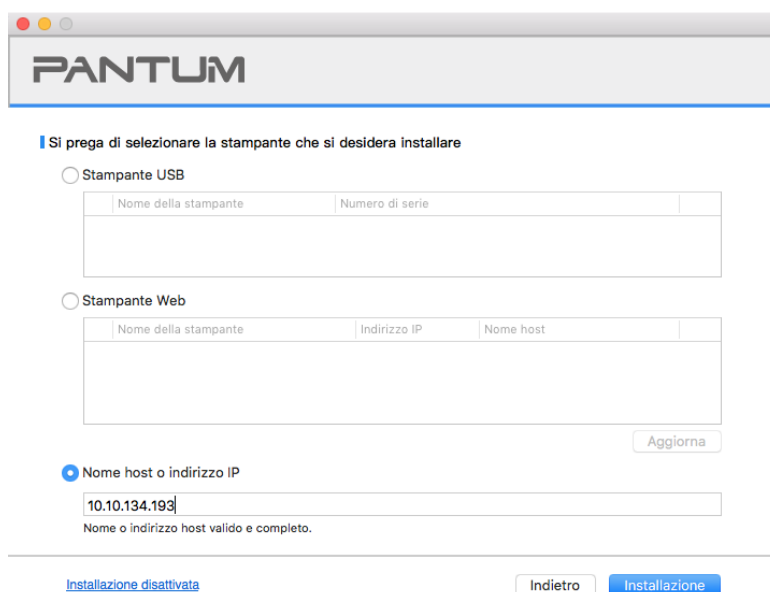 PANTUM
Si prega di selezionare la stampante che si desidera installare
Stampante USB
Nome della stampante Numero di serie
Stampante Web
Nome della stampante Indirizzo IP Nome host
Aggiorna
Nome host o indirizzo IP
10.10.134.193
Nome o indirizzo host valido e completo.
Installazione disattivata Indietro Installazione